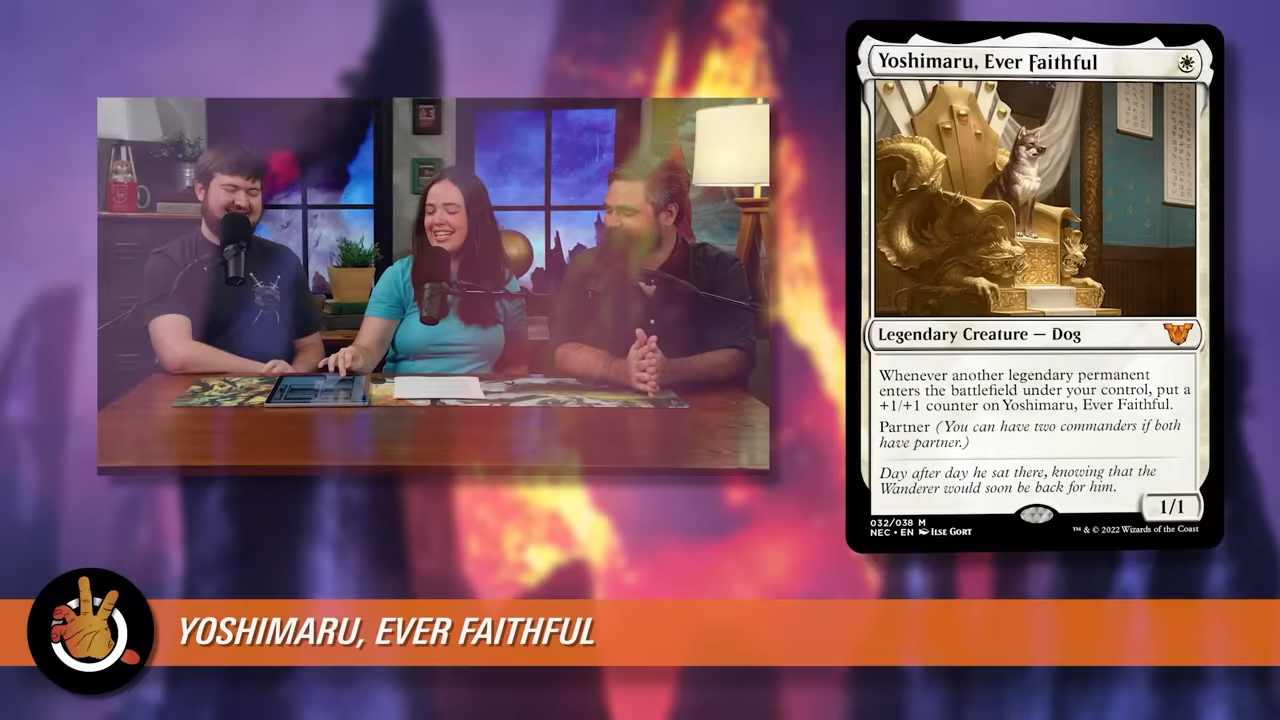 Yoshimaru, Ever Faithful
Legendary Creature — Dog
Whenever another legendary permanent
enters the battlefield under your control, put a
+1/+1 counter on Yoshimaru, Ever Faithful.
Partner (You can have two commanders if both
have partner.)
Day after day he sat there, knowing that the
Wanderer would soon be back for him.
1/1
032/038 M
NEC • EN ILSE GORT
™ & © 2022 Wizards of the Coast
YOSHIMARU, EVER FAITHFUL